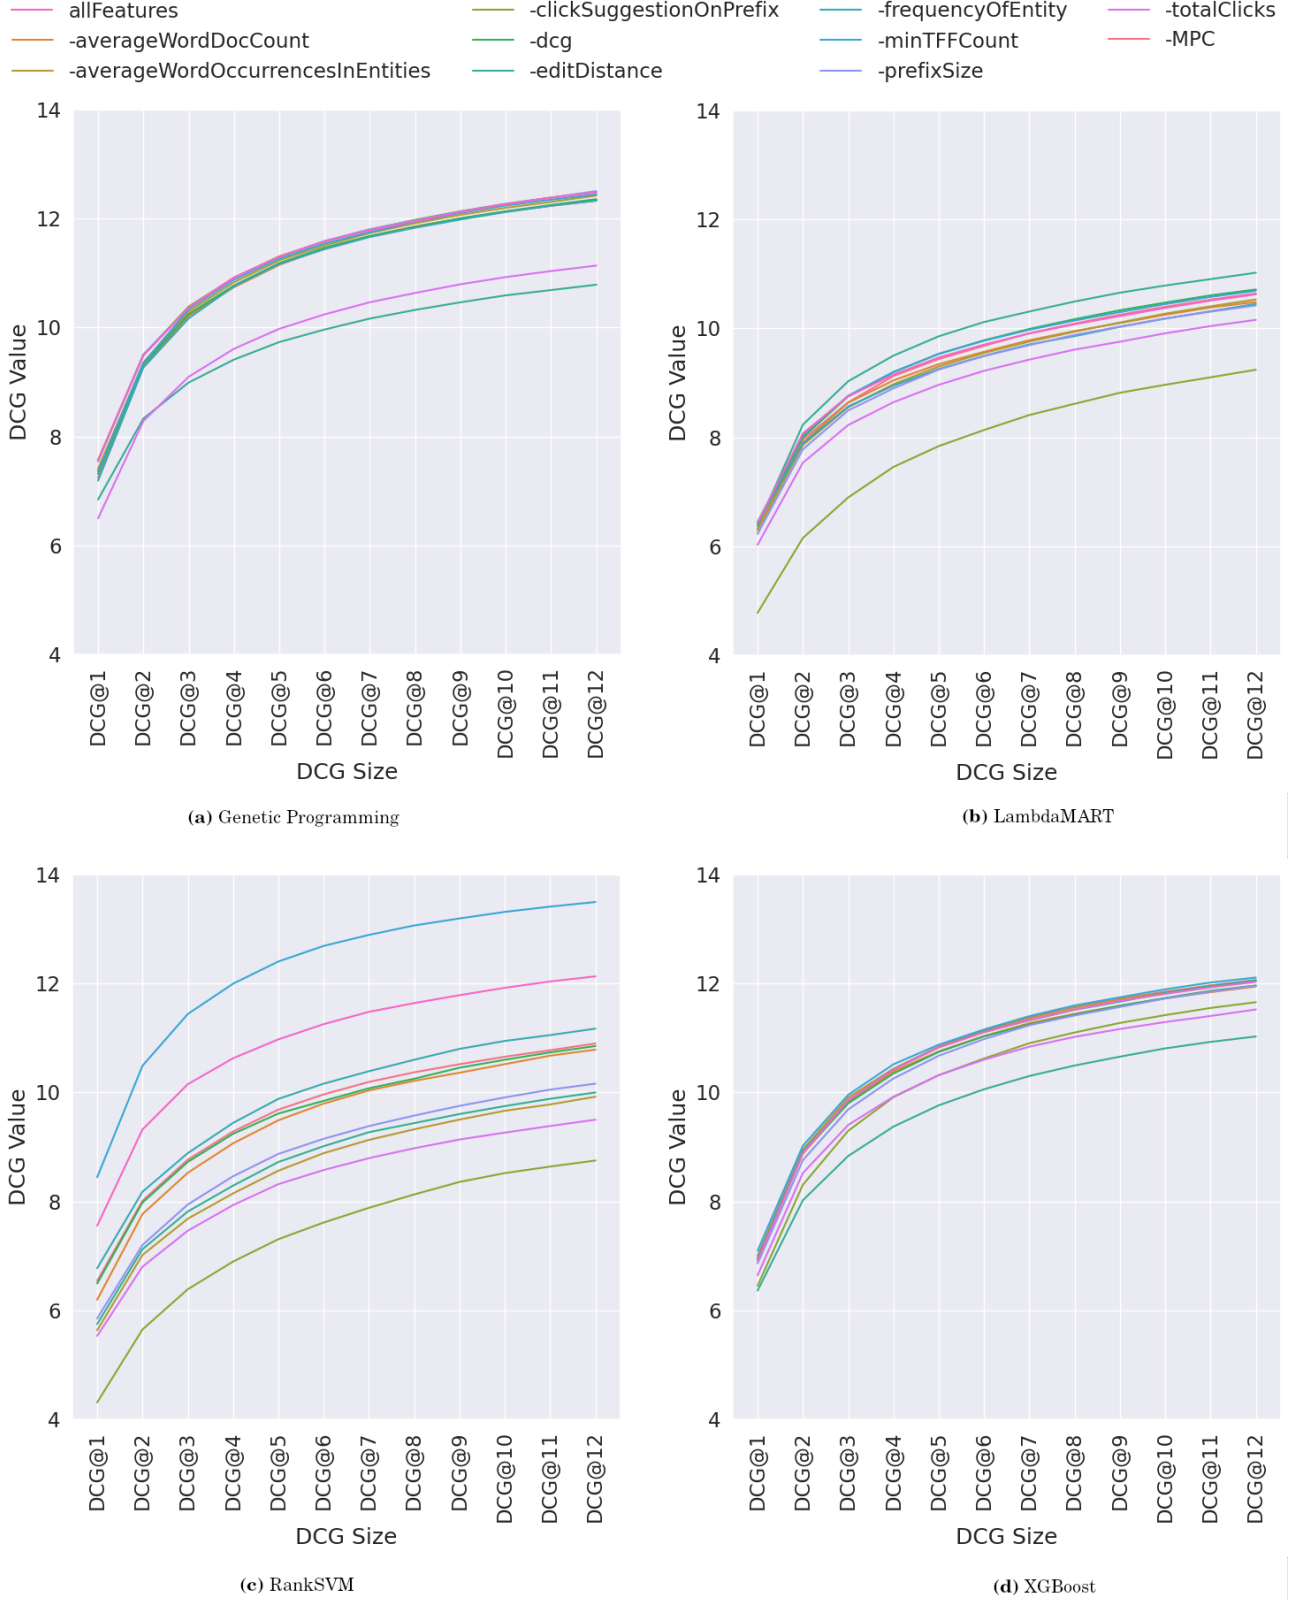 allFeatures -clickSuggestionOnPrefix -frequencyOfEntity -totalClicks
-averageWordDocCount -dcg -minTFFCount -MPC
-averageWordOccurrencesInEntities -editDistance -prefixSize
14
12
10
8
6
4
DCG Value
DCG@1 DCG@2 DCG@3 DCG@4 DCG@5 DCG@6 DCG@7 DCG@8 DCG@9 DCG@10 DCG@11 DCG@12
DCG Size
(a) Genetic Programming
14
12
10
8
6
4
DCG Value
DCG@1 DCG@2 DCG@3 DCG@4 DCG@5 DCG@6 DCG@7 DCG@8 DCG@9 DCG@10 DCG@11 DCG@12
DCG Size
(b) LambdaMART
14
12
10
8
6
4
DCG Value
DCG@1 DCG@2 DCG@3 DCG@4 DCG@5 DCG@6 DCG@7 DCG@8 DCG@9 DCG@10 DCG@11 DCG@12
DCG Size
(c) RankSVM
14
12
10
8
6
4
DCG Value
DCG@1 DCG@2 DCG@3 DCG@4 DCG@5 DCG@6 DCG@7 DCG@8 DCG@9 DCG@10 DCG@11 DCG@12
DCG Size
(d) XGBoost